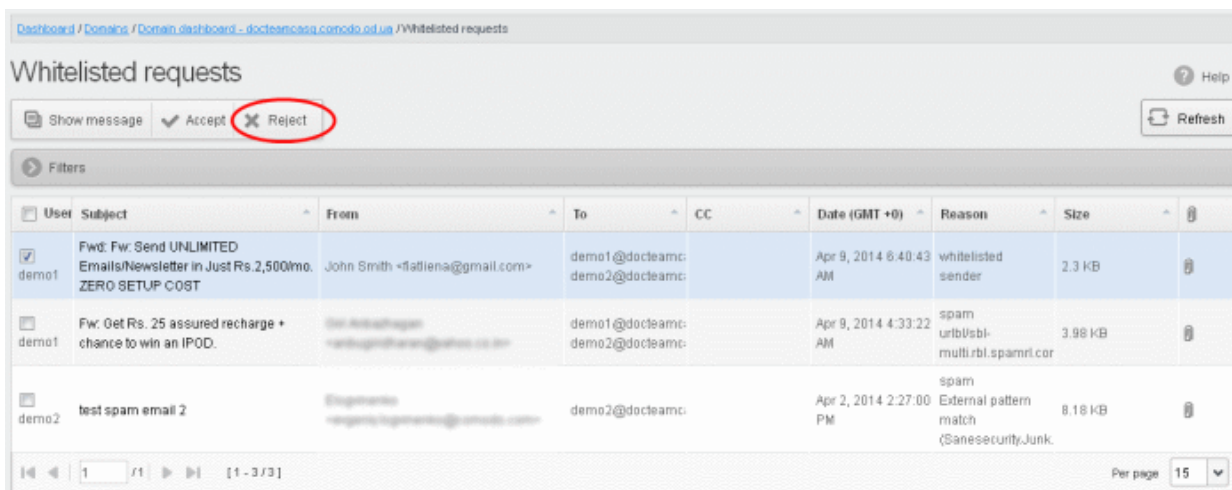 Dashboard / Domains / Domain dashboard - docteamcasg.comodo.od.ua / Whitelisted requests
Whitelisted requests
Help
Show message Accept Reject
Refresh
Filters
User Subject From To CC Date (GMT +0) Reason Size
Fwd: Fw: Send UNLIMITED
Emails/Newsletter in Just Rs.2,500/mo.
ZERO SETUP COST
demo1
John Smith <flatliena@gmail.com>
demo1@docteamc
demo2@docteamc
Apr 9, 2014 6:40:43
AM
whitelisted
sender
2.3 KB
demo1
Fw: Get Rs. 25 assured recharge +
chance to win an IPOD.
demo1@docteamc
demo2@docteamc
Apr 9, 2014 4:33:22
AM
spam
urlbl/sbl-
multi.rbl.spamrl.com
3.98 KB
demo2
test spam email 2
demo2@docteamc
Apr 2, 2014 2:27:00
PM
spam
External pattern
match
(Sanesecurity.Junk.
8.18 KB
1 /1 [1 - 3 / 3]
Per page 15